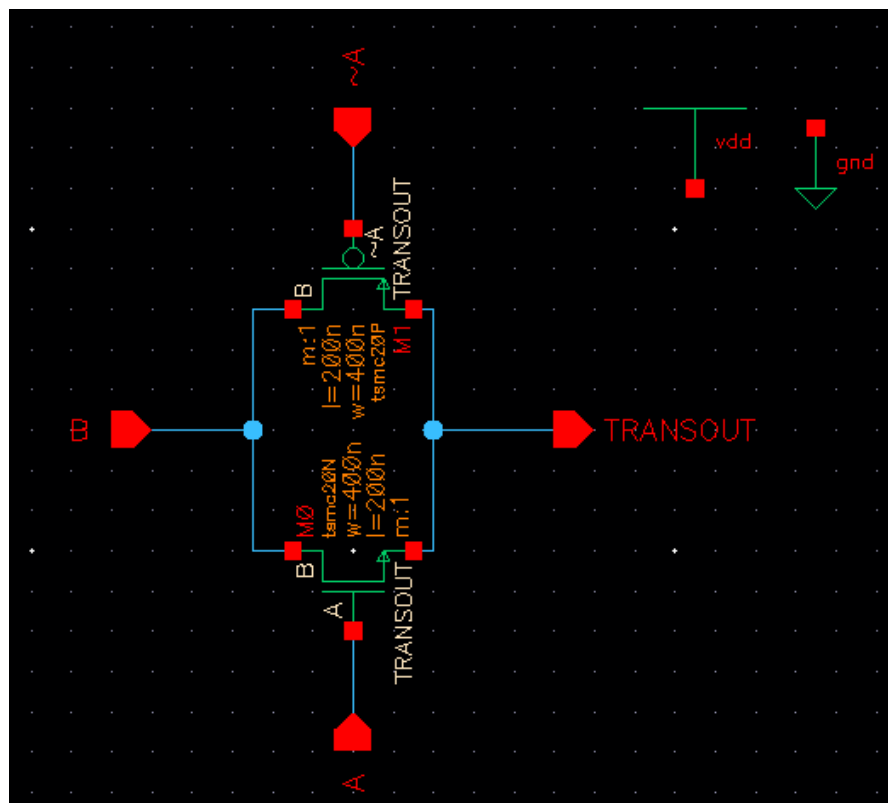 ~A
vdd
gnd
~A
TRANSOUT
B
m:1
l=200n
w=400n
tsmc20P
M1
B
TRANSOUT
M0
tsmc20N
w=400n
l=200n
m:1
B
A
TRANSOUT
A